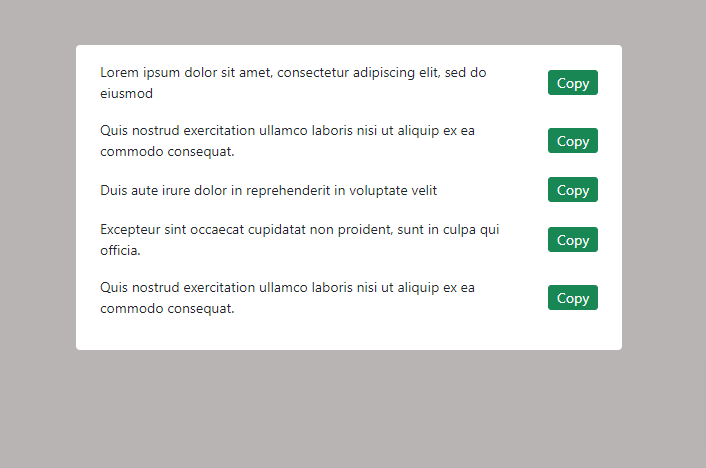 Lorem ipsum dolor sit amet, consectetur adipiscing elit, sed do
eiusmod
Copy
Quis nostrud exercitation ullamco laboris nisi ut aliquip ex ea
commodo consequat.
Copy
Duis aute irure dolor in reprehenderit in voluptate velit
Copy
Excepteur sint occaecat cupidatat non proident, sunt in culpa qui
officia.
Copy
Quis nostrud exercitation ullamco laboris nisi ut aliquip ex ea
commodo consequat.
Copy